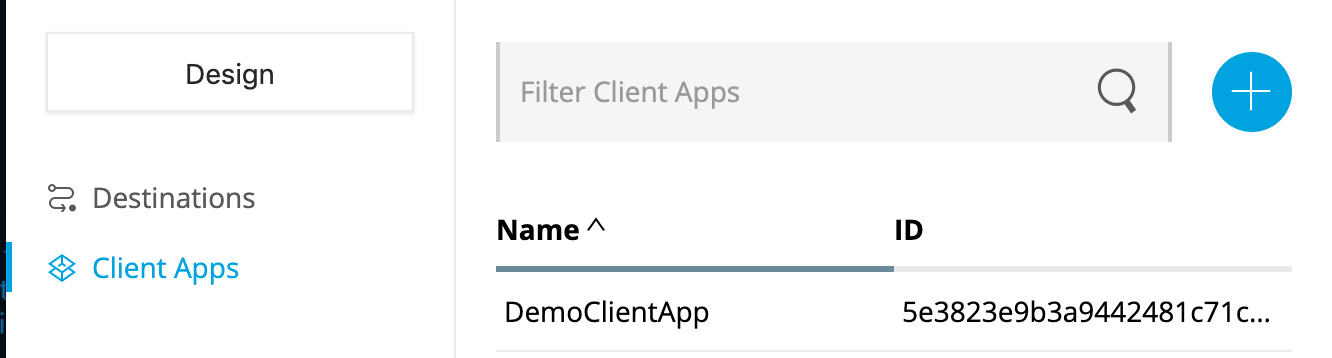 Design
Destinations
Client Apps
Filter Client Apps
Name ID
DemoClientApp 5e3823e9b3a9442481c71c...